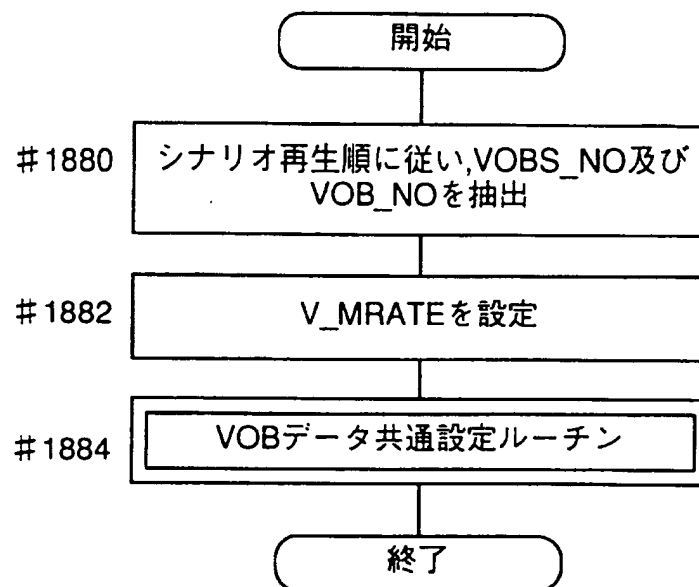 開始
#1880
シナリオ再生順に従い,VOBS_NO及び
VOB_NOを抽出
#1882
V_MRATEを設定
#1884
VOBデータ共通設定ルーチン
終了